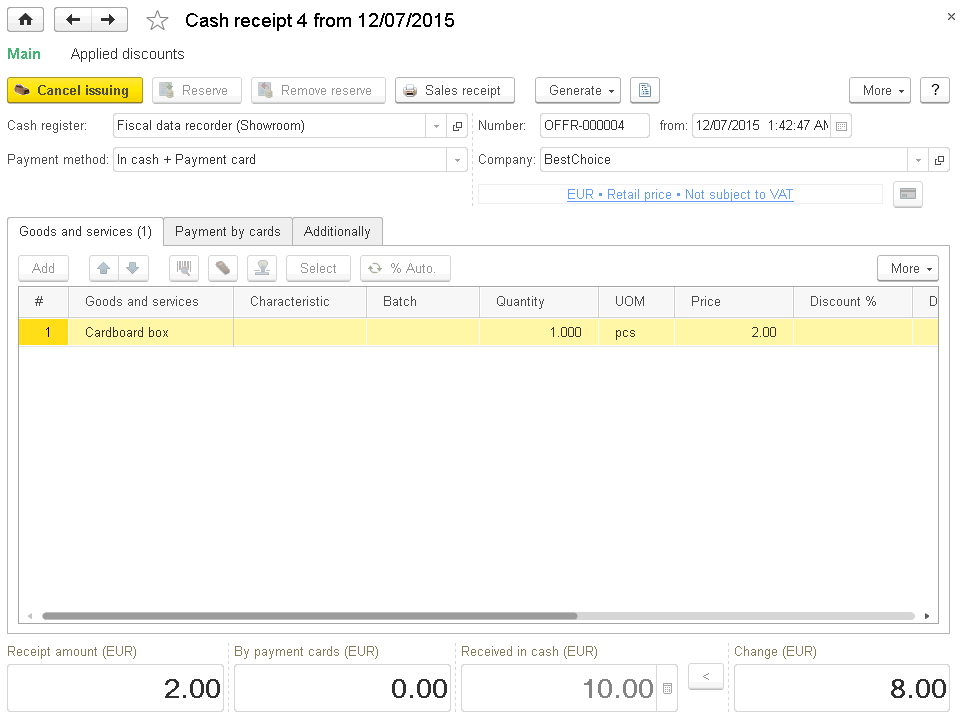 Cash receipt 4 from 12/07/2015
Main Applied discounts
Cancel issuing Reserve Remove reserve Sales receipt Generate More ?
Cash register: Fiscal data recorder (Showroom) Number: OFFR-000004 from: 12/07/2015 1:42:47 AM
Payment method: In cash + Payment card Company: BestChoice
EUR • Retail price • Not subject to VAT
Goods and services (1) Payment by cards Additionally
Add Select % Auto. More
# Goods and services Characteristic Batch Quantity UOM Price Discount % D
1 Cardboard box 1.000 pcs 2.00
Receipt amount (EUR) By payment cards (EUR) Received in cash (EUR) Change (EUR)
2.00 0.00 10.00 < 8.00